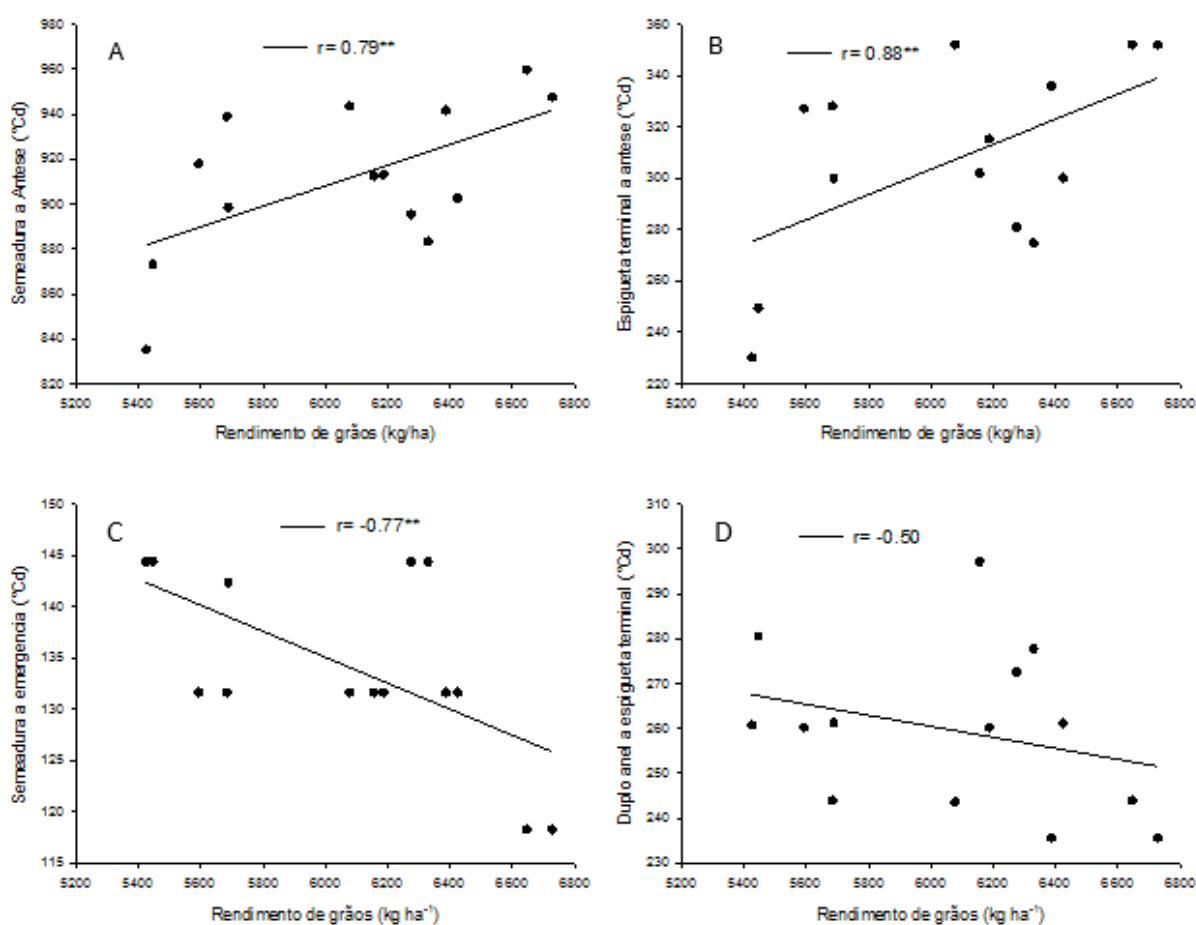 A
r= 0.79**
Semeadura a Antese (°Cd)
980
960
940
920
900
880
860
840
820
5200 5400 5600 5800 6000 6200 6400 6600 6800
Rendimento de grãos (kg/ha)
B
r= 0.88**
Espigueta terminal a antese (°Cd)
360
340
320
300
280
260
240
220
5200 5400 5600 5800 6000 6200 6400 6600 6800
Rendimento de grãos (kg/ha)
C
r= -0.77**
Semeadura a emergencia (°Cd)
150
145
140
135
130
125
120
115
5200 5400 5600 5800 6000 6200 6400 6600 6800
Rendimento de grãos (kg ha⁻¹)
D
r= -0.50
Duplo anel a espigueta terminal (°Cd)
310
300
290
280
270
260
250
240
230
5200 5400 5600 5800 6000 6200 6400 6600 6800
Rendimento de grãos (kg ha⁻¹)